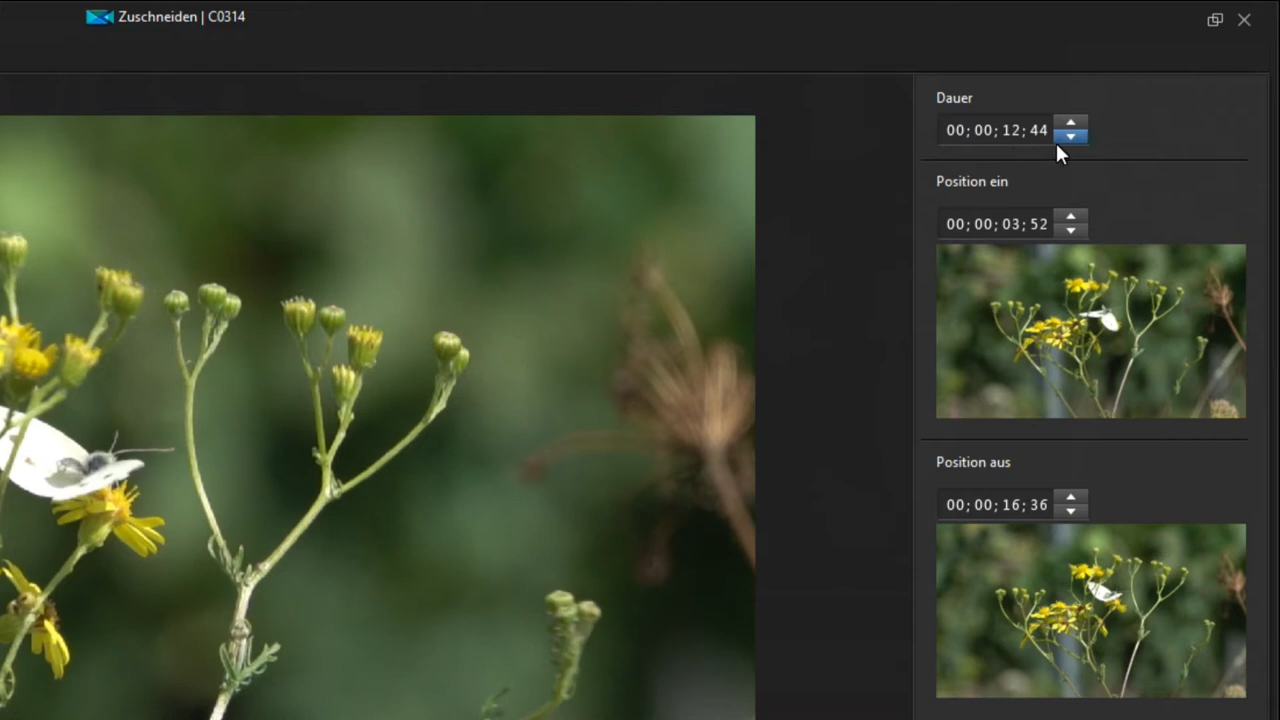 Zuschneiden | C0314
Dauer
00; 00; 12; 44
Position ein
00; 00; 03; 52
Position aus
00; 00; 16; 36